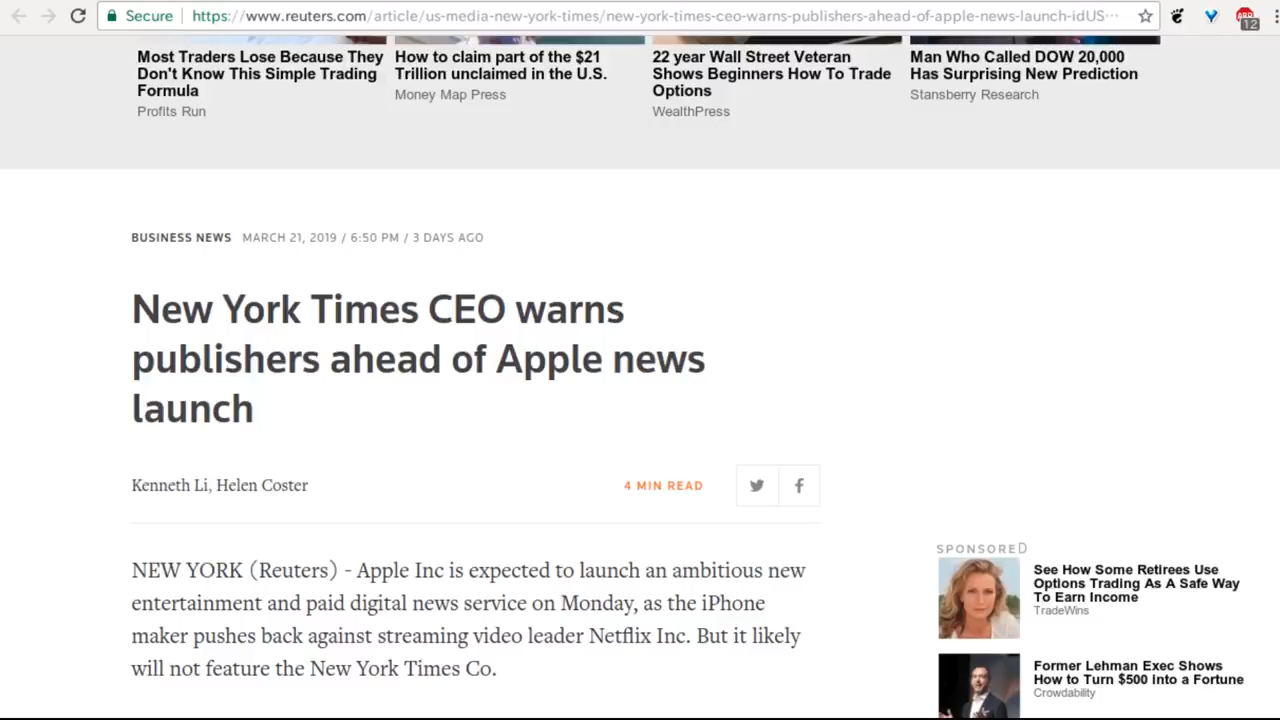 Secure https://www.reuters.com/article/us-media-new-york-times/new-york-times-ceo-warns-publishers-ahead-of-apple-news-launch-idUS...
12
Most Traders Lose Because They
Don't Know This Simple Trading
Formula
Profits Run
How to claim part of the $21
Trillion unclaimed in the U.S.
Money Map Press
22 year Wall Street Veteran
Shows Beginners How To Trade
Options
WealthPress
Man Who Called DOW 20,000
Has Surprising New Prediction
Stansberry Research
BUSINESS NEWS MARCH 21, 2019 / 6:50 PM / 3 DAYS AGO
New York Times CEO warns
publishers ahead of Apple news
launch
Kenneth Li, Helen Coster
4 MIN READ
NEW YORK (Reuters) - Apple Inc is expected to launch an ambitious new
entertainment and paid digital news service on Monday, as the iPhone
maker pushes back against streaming video leader Netflix Inc. But it likely
will not feature the New York Times Co.
SPONSORED
See How Some Retirees Use
Options Trading As A Safe Way
To Earn Income
TradeWins
Former Lehman Exec Shows
How to Turn $500 into a Fortune
Crowdability